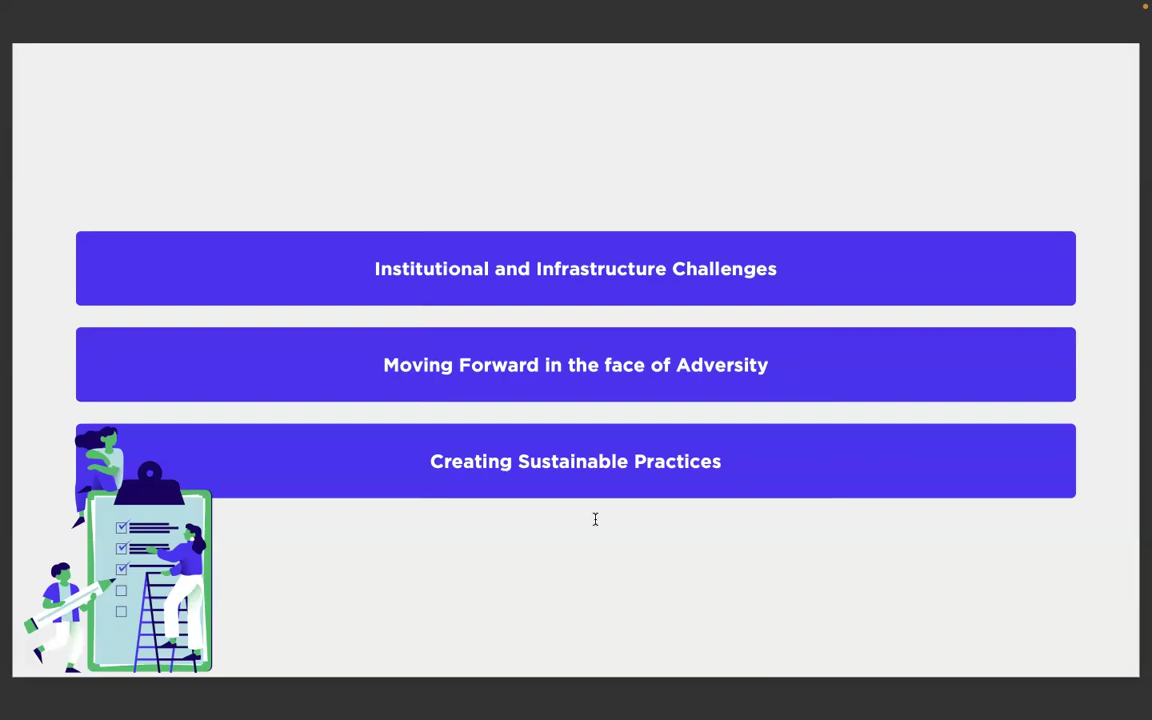 Institutional and Infrastructure Challenges
Moving Forward in the face of Adversity
Creating Sustainable Practices